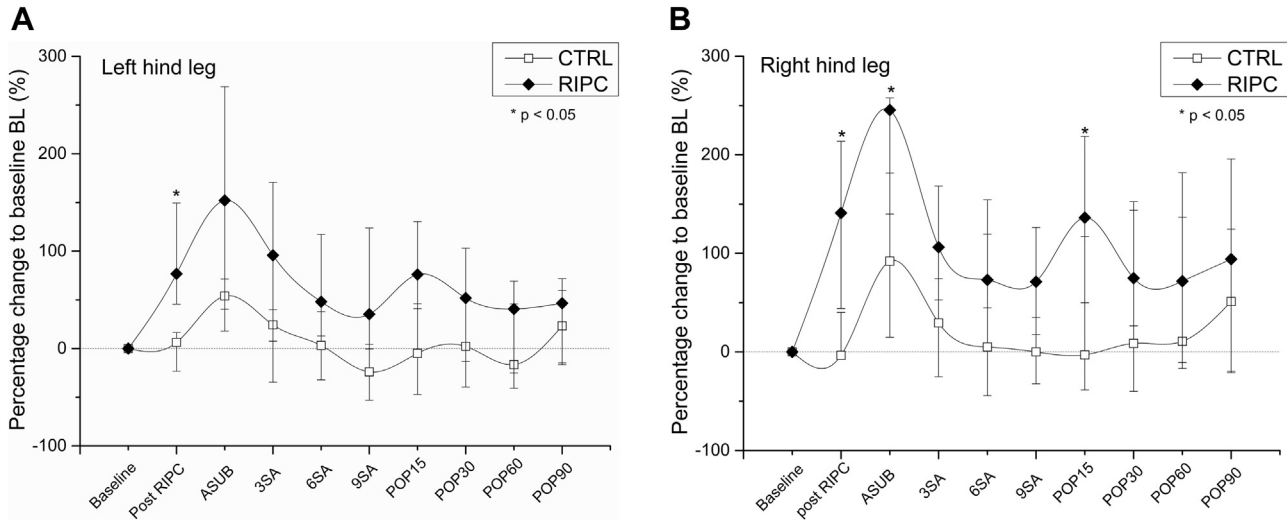 A
Percentage change to baseline BL (%)
300
200
100
0
-100
Left hind leg
CTRL
RIPC
* p < 0.05
*
Baseline
Post RIPC
ASUB
3SA
6SA
9SA
POP15
POP30
POP60
POP90
B
Percentage change to baseline BL (%)
300
200
100
0
-100
Right hind leg
CTRL
RIPC
* p < 0.05
*
*
*
Baseline
post RIPC
ASUB
3SA
6SA
9SA
POP15
POP30
POP60
POP90